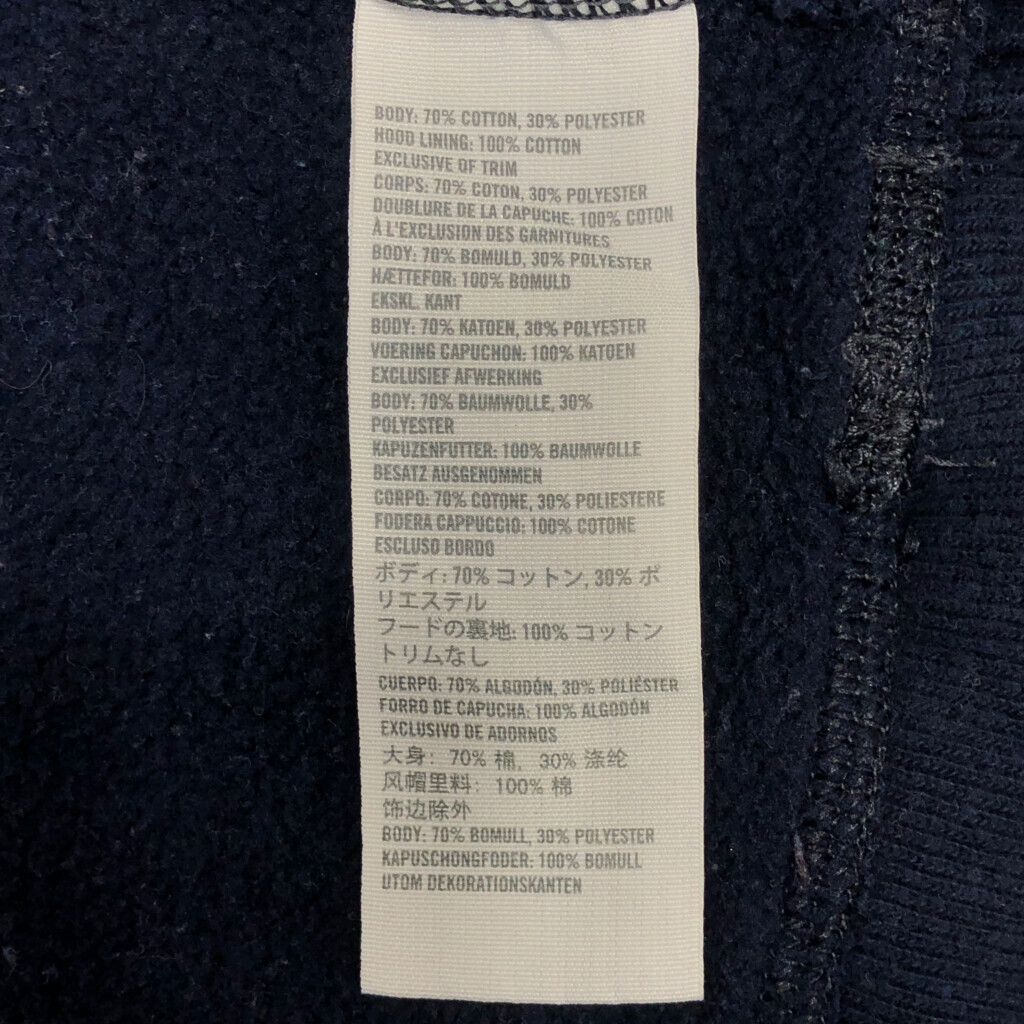 BODY: 70% COTTON, 30% POLYESTER
HOOD LINING: 100% COTTON
EXCLUSIVE OF TRIM
CORPS: 70% COTON, 30% POLYESTER
DOUBLURE DE LA CAPUCHE: 100% COTON
À L'EXCLUSION DES GARNITURES
BODY: 70% BOMULD, 30% POLYESTER
HÆTTEFOR: 100% BOMULD
EKSKL. KANT
BODY: 70% KATOEN, 30% POLYESTER
VOERING CAPUCHON: 100% KATOEN
EXCLUSIEF AFWERKING
BODY: 70% BAUMWOLLE, 30%
POLYESTER
KAPUZENFUTTER: 100% BAUMWOLLE
BESATZ AUSGENOMMEN
CORPO: 70% COTONE, 30% POLIESTERE
FODERA CAPPUCCIO: 100% COTONE
ESCLUSO BORDO
ボディ: 70% コットン, 30% ポ
リエステル
フードの裏地: 100% コットン
トリムなし
CUERPO: 70% ALGODÓN, 30% POLIÉSTER
FORRO DE CAPUCHA: 100% ALGODÓN
EXCLUSIVO DE ADORNOS
大身: 70% 棉, 30% 涤纶
风帽里料: 100% 棉
饰边除外
BODY: 70% BOMULL, 30% POLYESTER
KAPUSCHONGFODER: 100% BOMULL
UTOM DEKORATIONSKANTEN